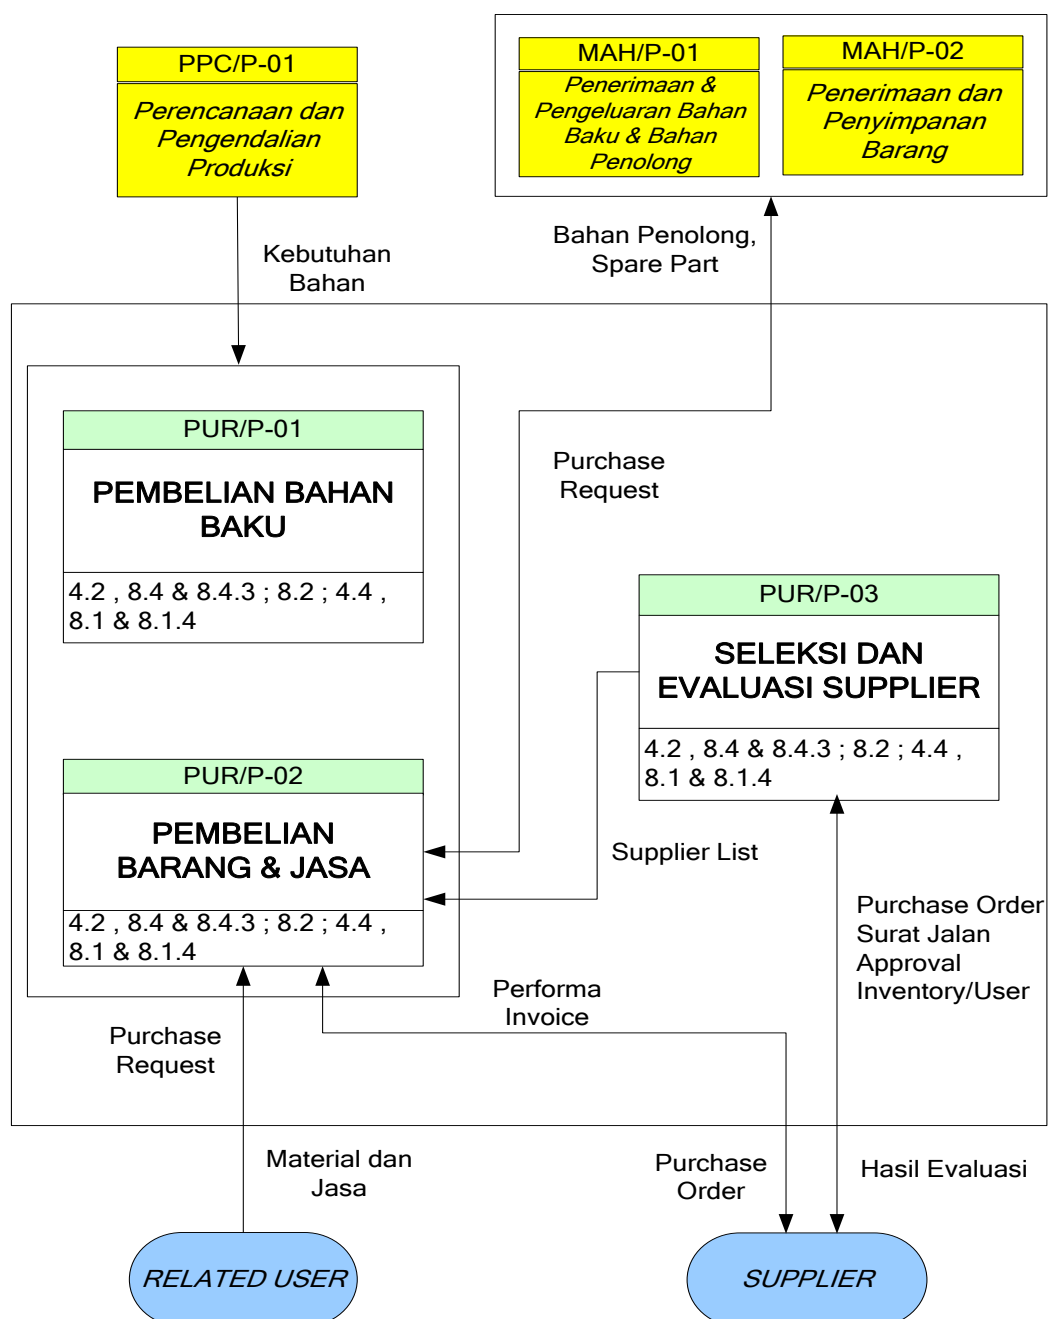 PPC/P-01
Perencanaan dan
Pengendalian
Produksi
MAH/P-01
Penerimaan &
Pengeluaran Bahan
Baku & Bahan
Penolong
MAH/P-02
Penerimaan dan
Penyimpanan
Barang
Kebutuhan
Bahan
Bahan Penolong,
Spare Part
PUR/P-01
PEMBELIAN BAHAN
BAKU
4.2 , 8.4 & 8.4.3 ; 8.2 ; 4.4 ,
8.1 & 8.1.4
Purchase
Request
PUR/P-03
SELEKSI DAN
EVALUASI SUPPLIER
4.2 , 8.4 & 8.4.3 ; 8.2 ; 4.4 ,
8.1 & 8.1.4
PUR/P-02
PEMBELIAN
BARANG & JASA
4.2 , 8.4 & 8.4.3 ; 8.2 ; 4.4 ,
8.1 & 8.1.4
Supplier List
Purchase Order
Surat Jalan
Approval
Inventory/User
Performa
Invoice
Purchase
Request
Material dan
Jasa
Purchase
Order
Hasil Evaluasi
RELATED USER
SUPPLIER